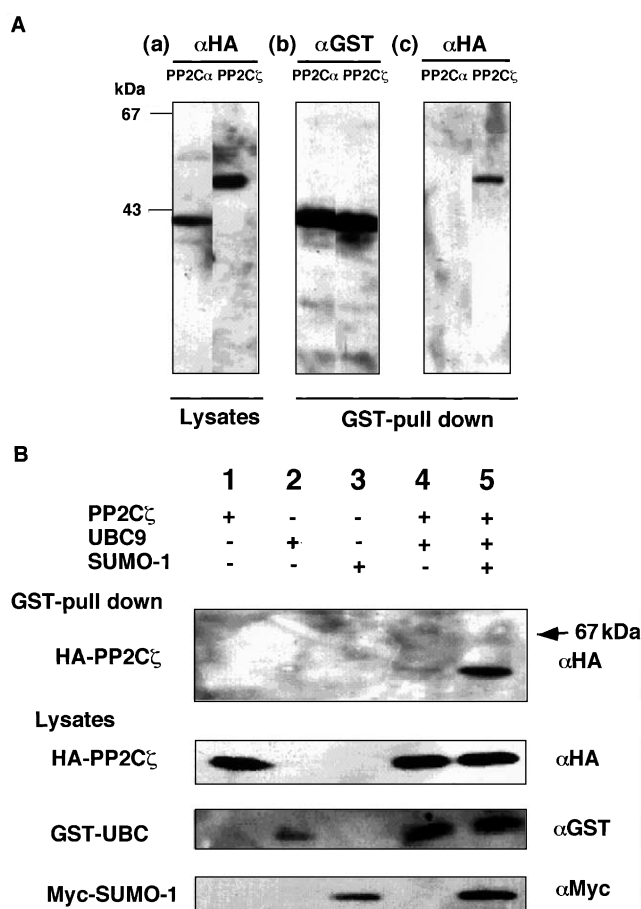 A
(a) αHA (b) αGST (c) αHA
PP2Cα PP2Cζ PP2Cα PP2Cζ PP2Cα PP2Cζ
kDa
67
43
Lysates GST-pull down
B
1 2 3 4 5
PP2Cζ + - - + +
UBC9 - + - + +
SUMO-1 - - + - +
GST-pull down
67 kDa
HA-PP2Cζ αHA
Lysates
HA-PP2Cζ αHA
GST-UBC αGST
Myc-SUMO-1 αMyc